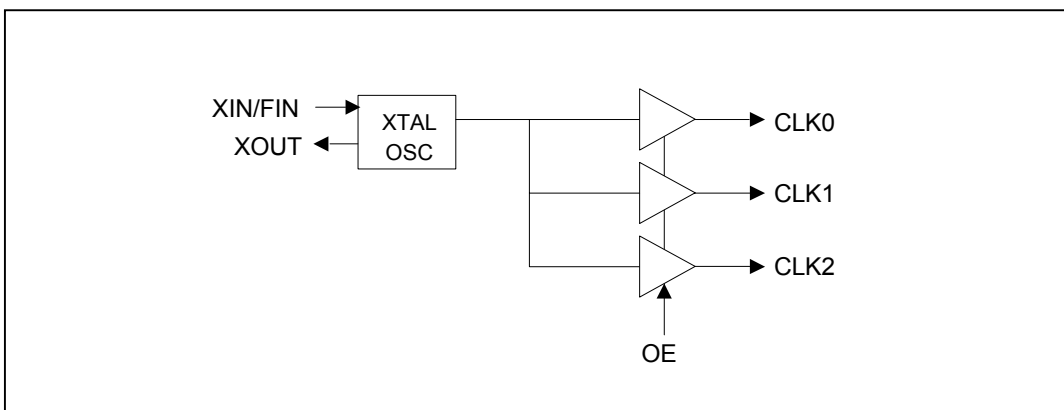 XIN/FIN
XOUT
XTAL
OSC
CLK0
CLK1
CLK2
OE